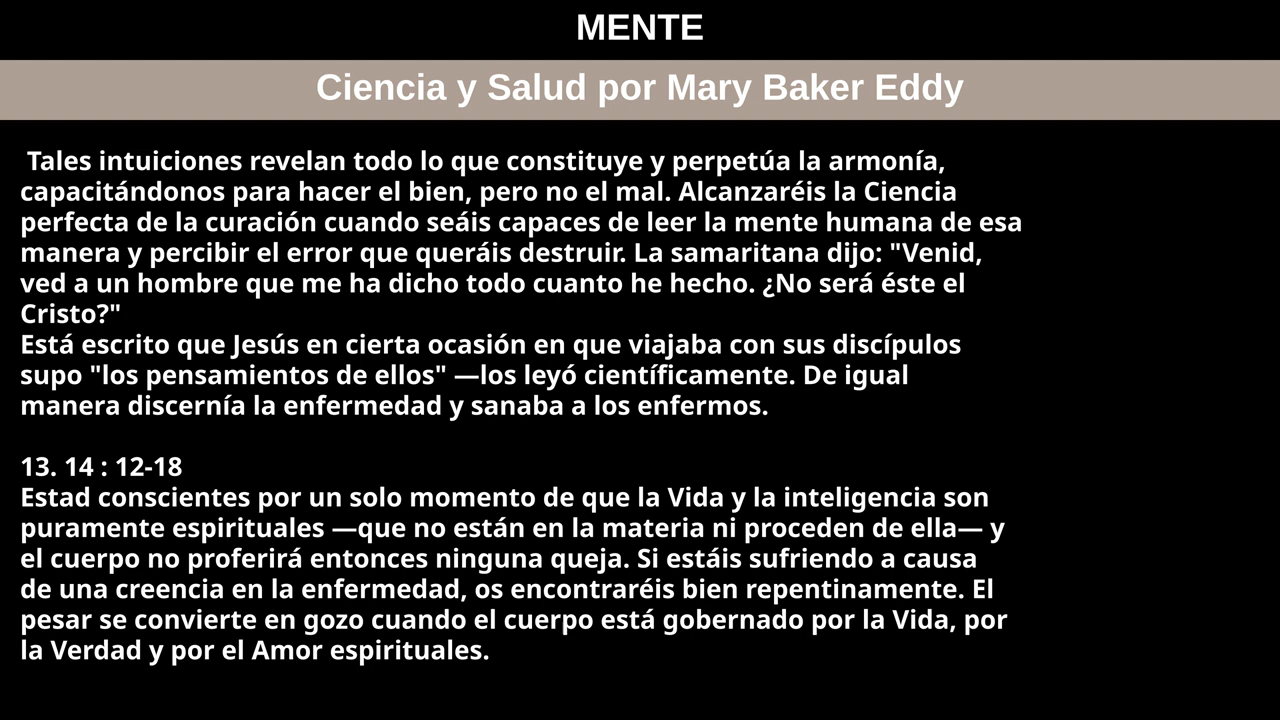 MENTE
Ciencia y Salud por Mary Baker Eddy
Tales intuiciones revelan todo lo que constituye y perpetúa la armonía,
capacitándonos para hacer el bien, pero no el mal. Alcanzaréis la Ciencia
perfecta de la curación cuando seáis capaces de leer la mente humana de esa
manera y percibir el error que queráis destruir. La samaritana dijo: "Venid,
ved a un hombre que me ha dicho todo cuanto he hecho. ¿No será éste el
Cristo?"
Está escrito que Jesús en cierta ocasión en que viajaba con sus discípulos
supo "los pensamientos de ellos" —los leyó científicamente. De igual
manera discernía la enfermedad y sanaba a los enfermos.
13. 14 : 12-18
Estad conscientes por un solo momento de que la Vida y la inteligencia son
puramente espirituales —que no están en la materia ni proceden de ella— y
el cuerpo no proferirá entonces ninguna queja. Si estáis sufriendo a causa
de una creencia en la enfermedad, os encontraréis bien repentinamente. El
pesar se convierte en gozo cuando el cuerpo está gobernado por la Vida, por
la Verdad y por el Amor espirituales.